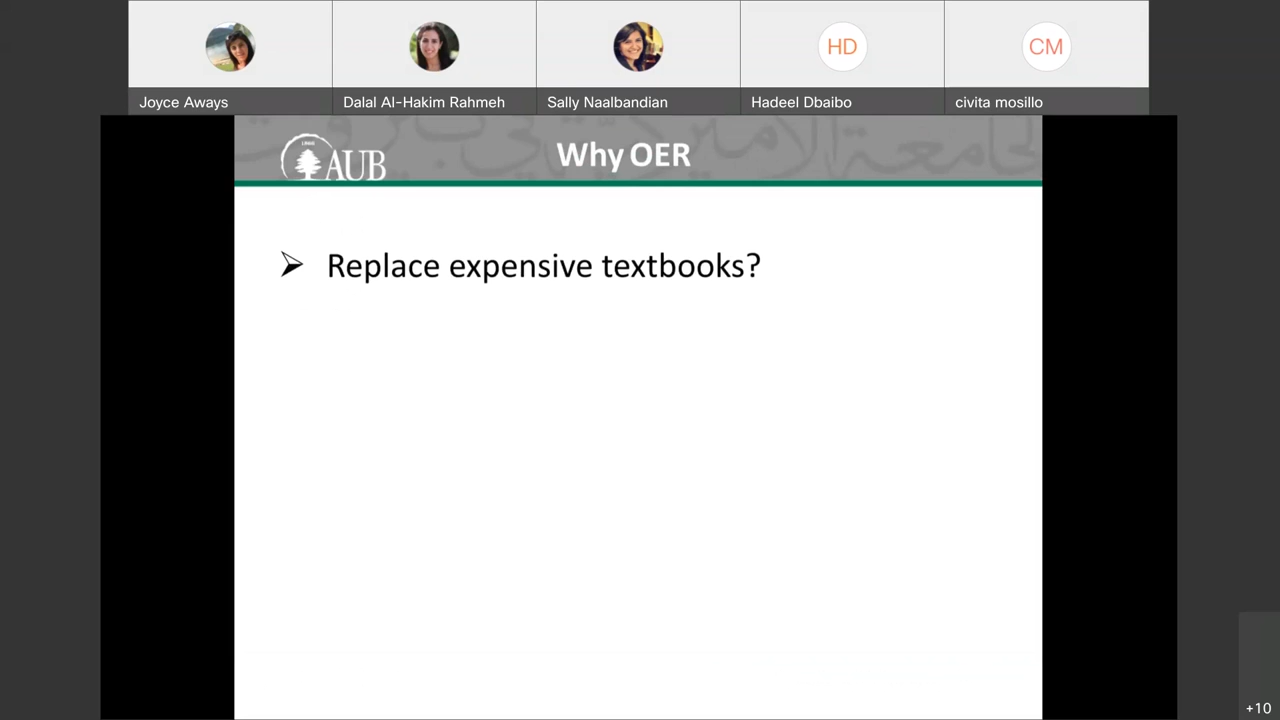 HD
CM
Joyce Aways
Dalal Al-Hakim Rahmeh
Sally Naalbandian
Hadeel Dbaibo
civita mosillo
AUB
Why OER
➢ Replace expensive textbooks?
+10